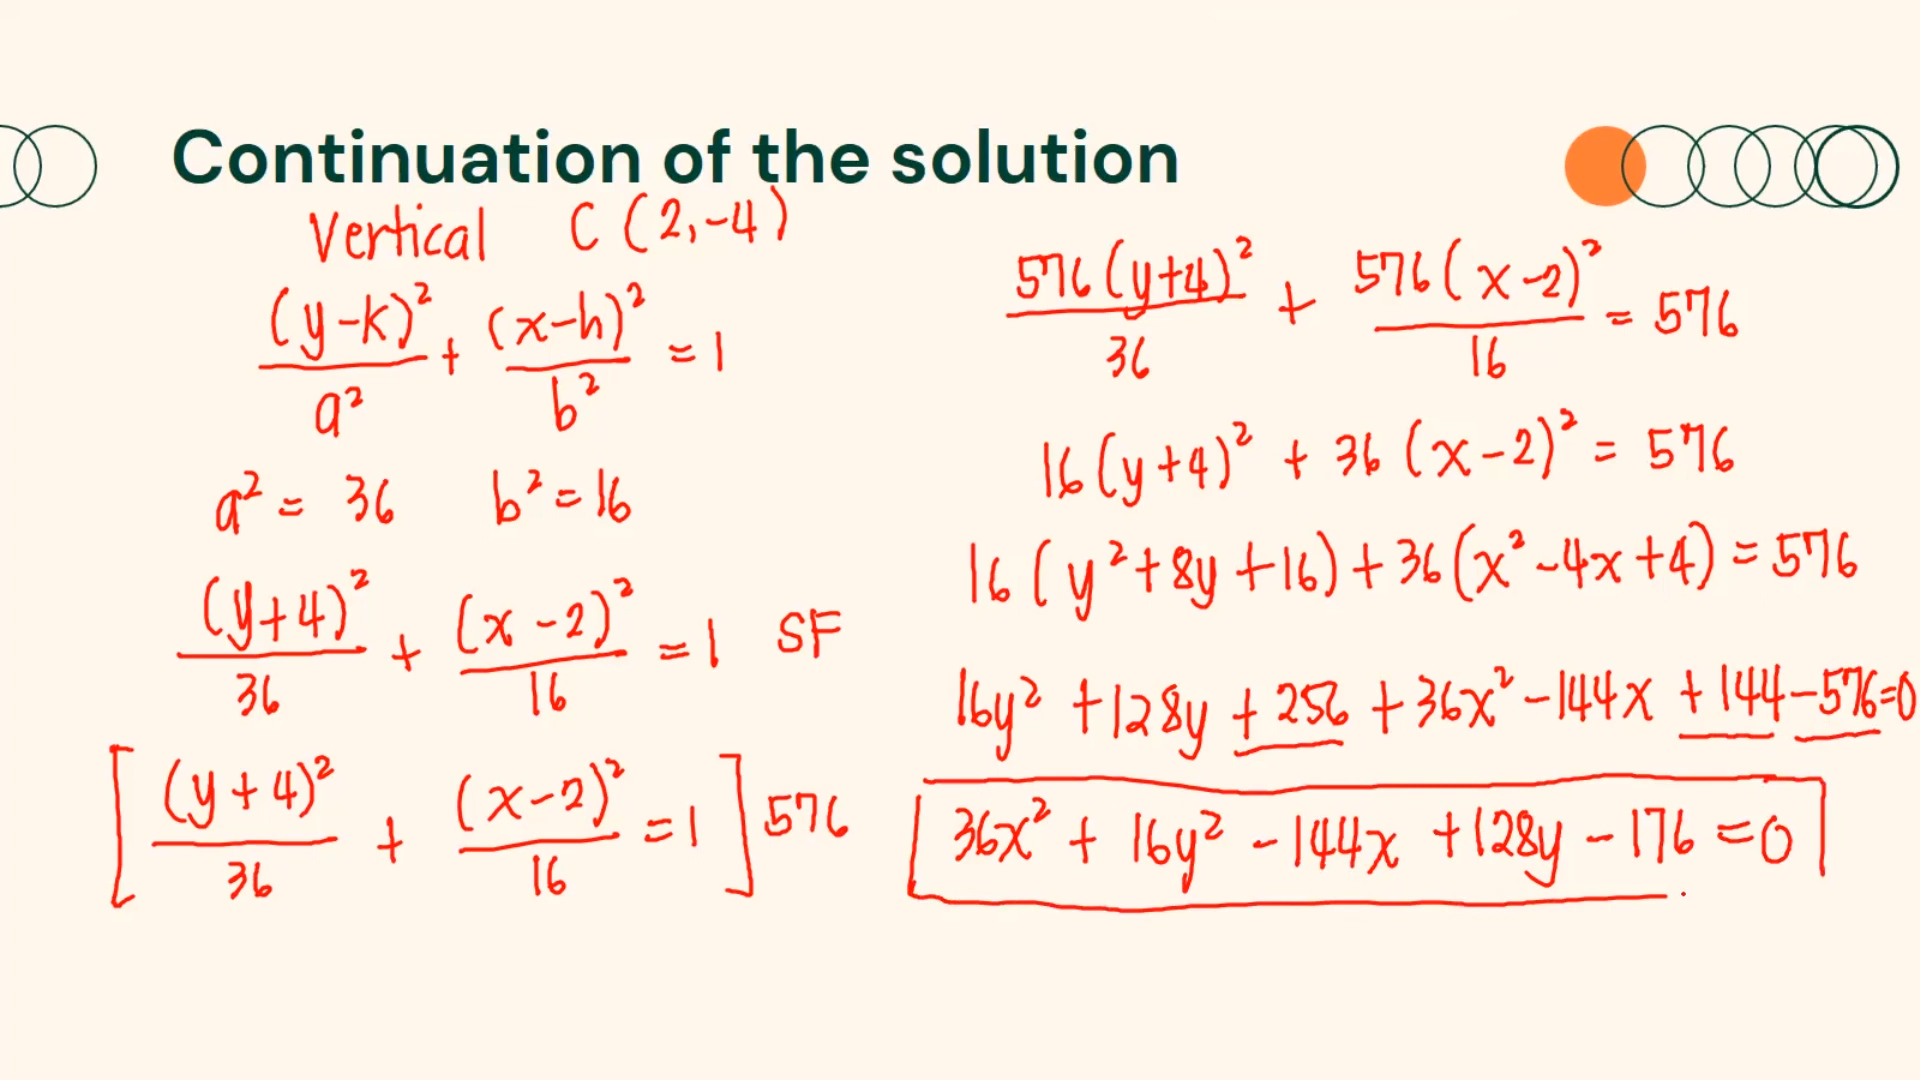 Continuation of the solution
Vertical C (2,-4)
(y-k)²/a² + (x-h)²/b² = 1
a² = 36 b² = 16
(y+4)²/36 + (x-2)²/16 = 1 SF
[(y+4)²/36 + (x-2)²/16 = 1] 576
576(y+4)²/36 + 576(x-2)²/16 = 576
16(y+4)² + 36(x-2)² = 576
16(y²+8y+16)+36(x²-4x+4) = 576
16y² +128y +256 +36x² -144x +144 -576=0
36x² + 16y² -144x +128y -176 =0